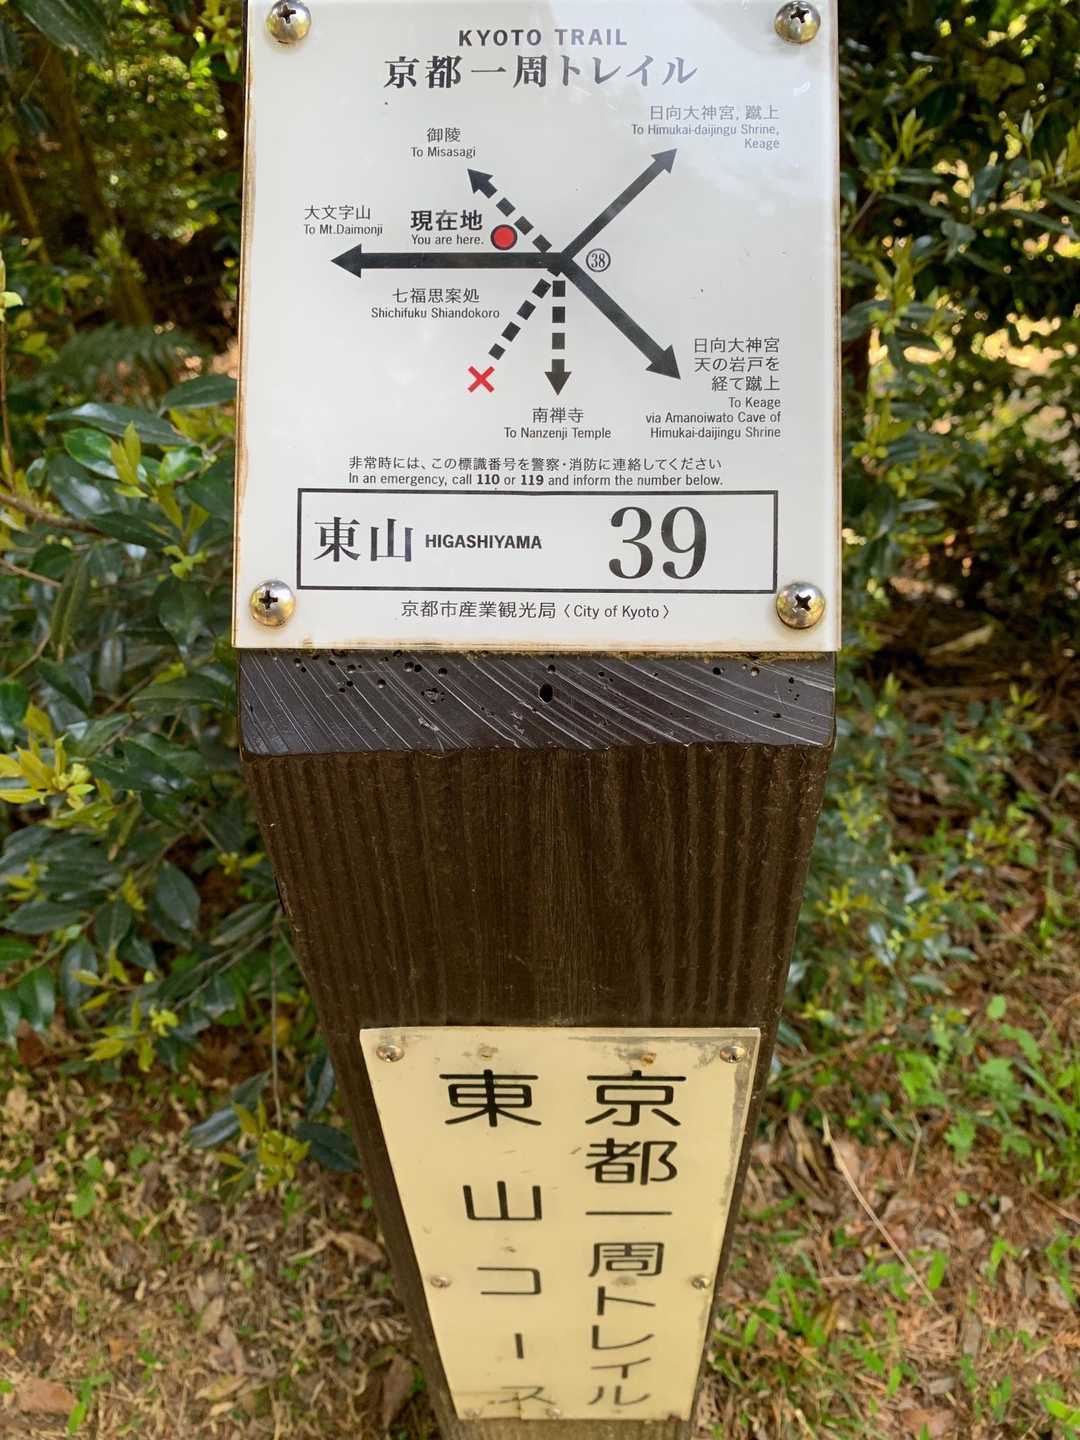 KYOTO TRAIL
京都一周トレイル
日向大神宮, 蹴上
To Himukai-daijingu Shrine,
Keage
御陵
To Misasagi
大文字山
To Mt.Daimonji
現在地
You are here.
38
七福思案処
Shichifuku Shiandokoro
日向大神宮
天の岩戸を
経て蹴上
To Keage
via Amanoiwato Cave of
Himukai-daijingu Shrine
南禅寺
To Nanzenji Temple
非常時には、この標識番号を警察・消防に連絡してください
In an emergency, call 110 or 119 and inform the number below.
東山 HIGASHIYAMA 39
京都市産業観光局〈City of Kyoto〉
京都一周トレイル
東山コース